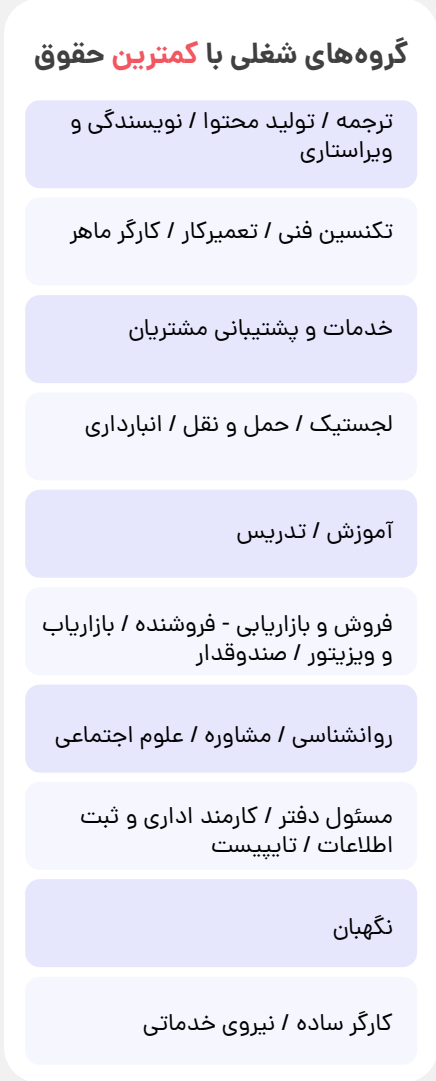 گروه‌های شغلی با کمترین حقوق
ترجمه / تولید محتوا / نویسندگی و
ویراستاری
تکنسین فنی / تعمیرکار / کارگر ماهر
خدمات و پشتیبانی مشتریان
لجستیک / حمل و نقل / انبارداری
آموزش / تدریس
فروش و بازاریابی - فروشنده / بازاریاب
و ویزیتور / صندوقدار
روانشناسی / مشاوره / علوم اجتماعی
مسئول دفتر / کارمند اداری و ثبت
اطلاعات / تایپیست
نگهبان
کارگر ساده / نیروی خدماتی